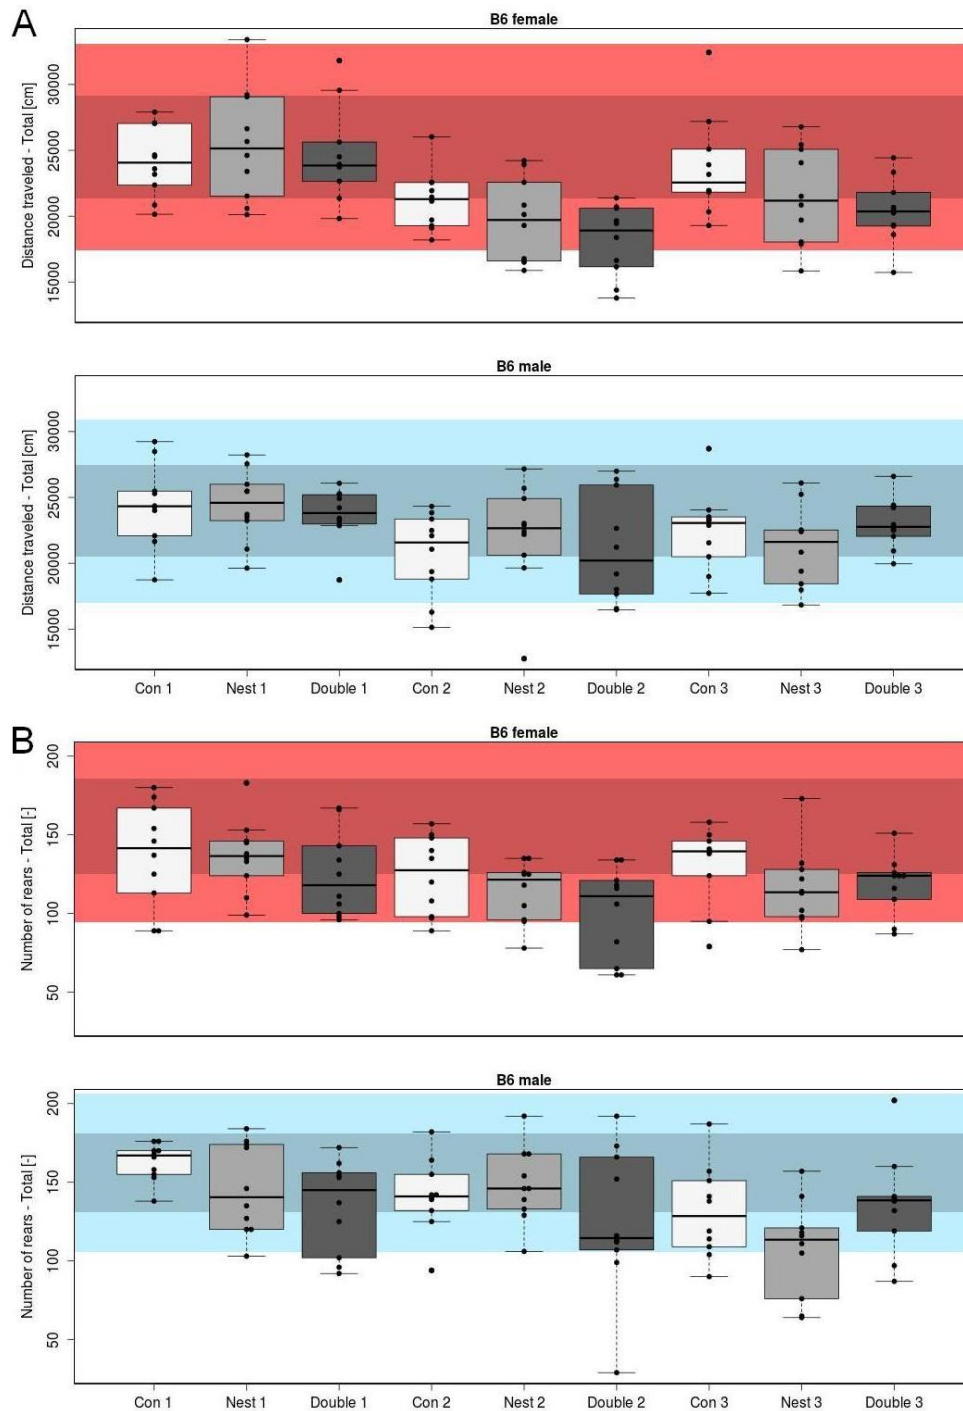 A
B6 female
Distance traveled - Total [cm]
30000
25000
20000
15000
B6 male
Distance traveled - Total [cm]
30000
25000
20000
15000
Con 1 Nest 1 Double 1 Con 2 Nest 2 Double 2 Con 3 Nest 3 Double 3
B
B6 female
Number of rears - Total [-]
200
150
100
50
B6 male
Number of rears - Total [-]
200
150
100
50
Con 1 Nest 1 Double 1 Con 2 Nest 2 Double 2 Con 3 Nest 3 Double 3